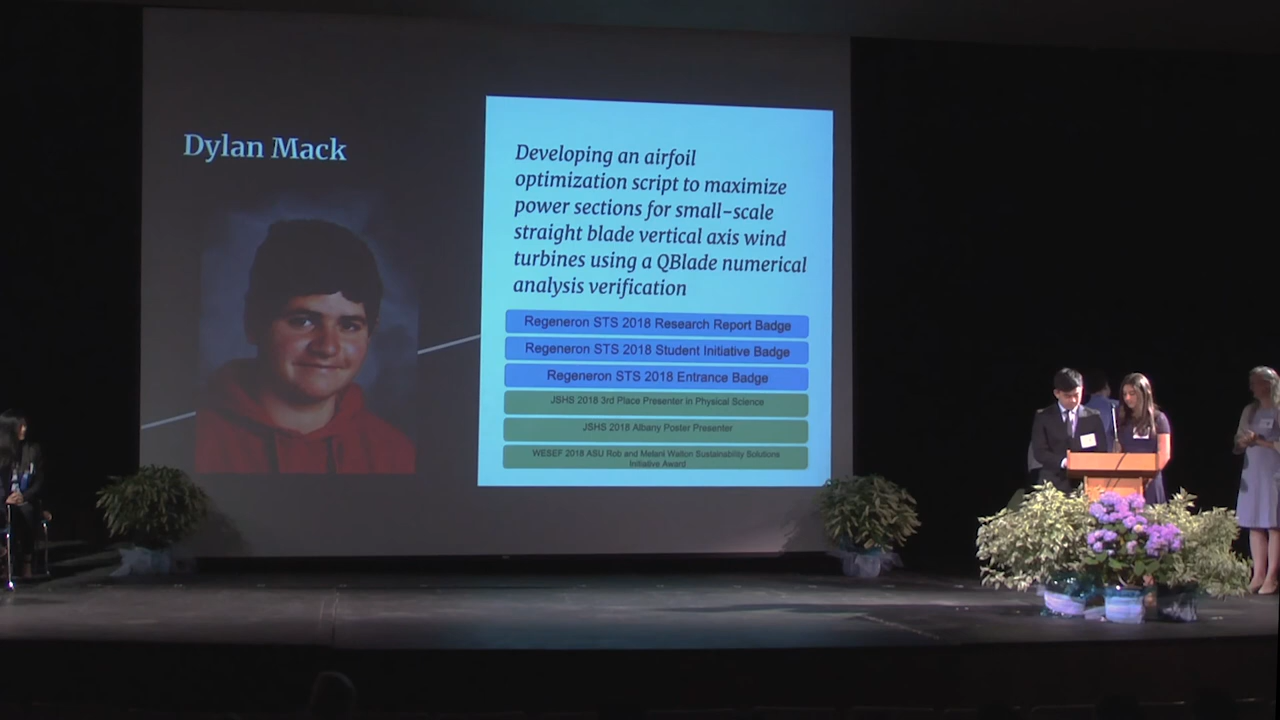 Dylan Mack
Developing an airfoil
optimization script to maximize
power sections for small-scale
straight blade vertical axis wind
turbines using a QBlade numerical
analysis verification
Regeneron STS 2018 Research Report Badge
Regeneron STS 2018 Student Initiative Badge
Regeneron STS 2018 Entrance Badge
JSHS 2018 3rd Place Presenter in Physical Science
JSHS 2018 Albany Poster Presenter
WESEF 2018 ASU Rob and Melani Walton Sustainability Solutions
Initiative Award